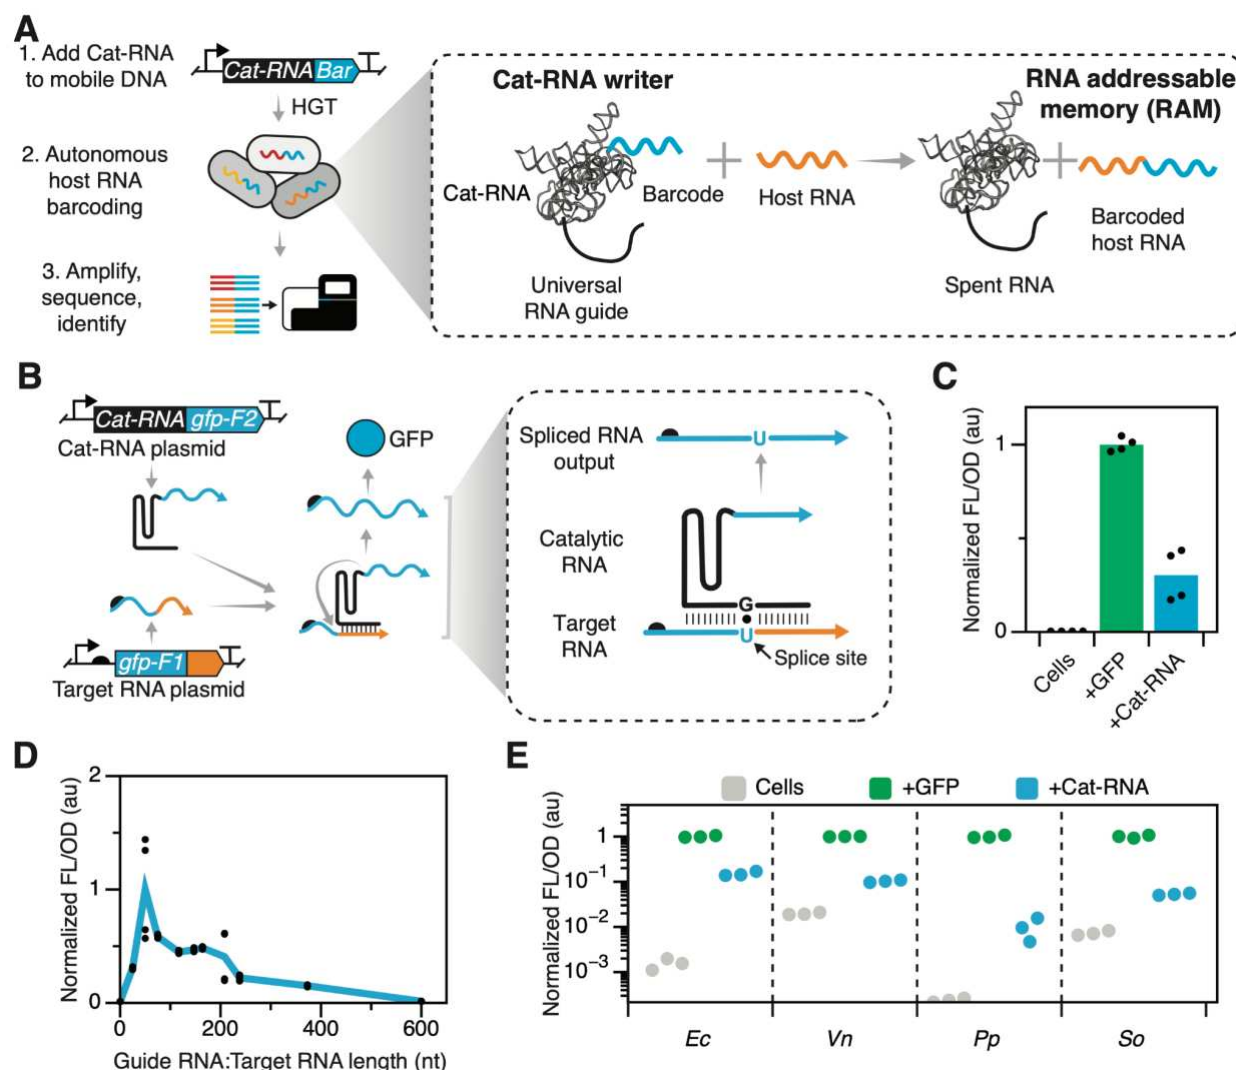 A
1. Add Cat-RNA
to mobile DNA
Cat-RNA Bar
HGT
2. Autonomous
host RNA
barcoding
3. Amplify,
sequence,
identify
Cat-RNA writer
RNA addressable
memory (RAM)
Cat-RNA
Barcode
Host RNA
Universal
RNA guide
Spent RNA
Barcoded
host RNA
B
Cat-RNA gfp-F2
Cat-RNA plasmid
GFP
gfp-F1
Target RNA plasmid
Spliced RNA
output
U
Catalytic
RNA
G
Target
RNA
U
Splice site
C
Normalized FL/OD (au)
1
0
Cells
+GFP
+Cat-RNA
D
Normalized FL/OD (au)
2
1
0
0 200 400 600
Guide RNA:Target RNA length (nt)
E
Cells +GFP +Cat-RNA
Normalized FL/OD (au)
1
10⁻¹
10⁻²
10⁻³
Ec Vn Pp So